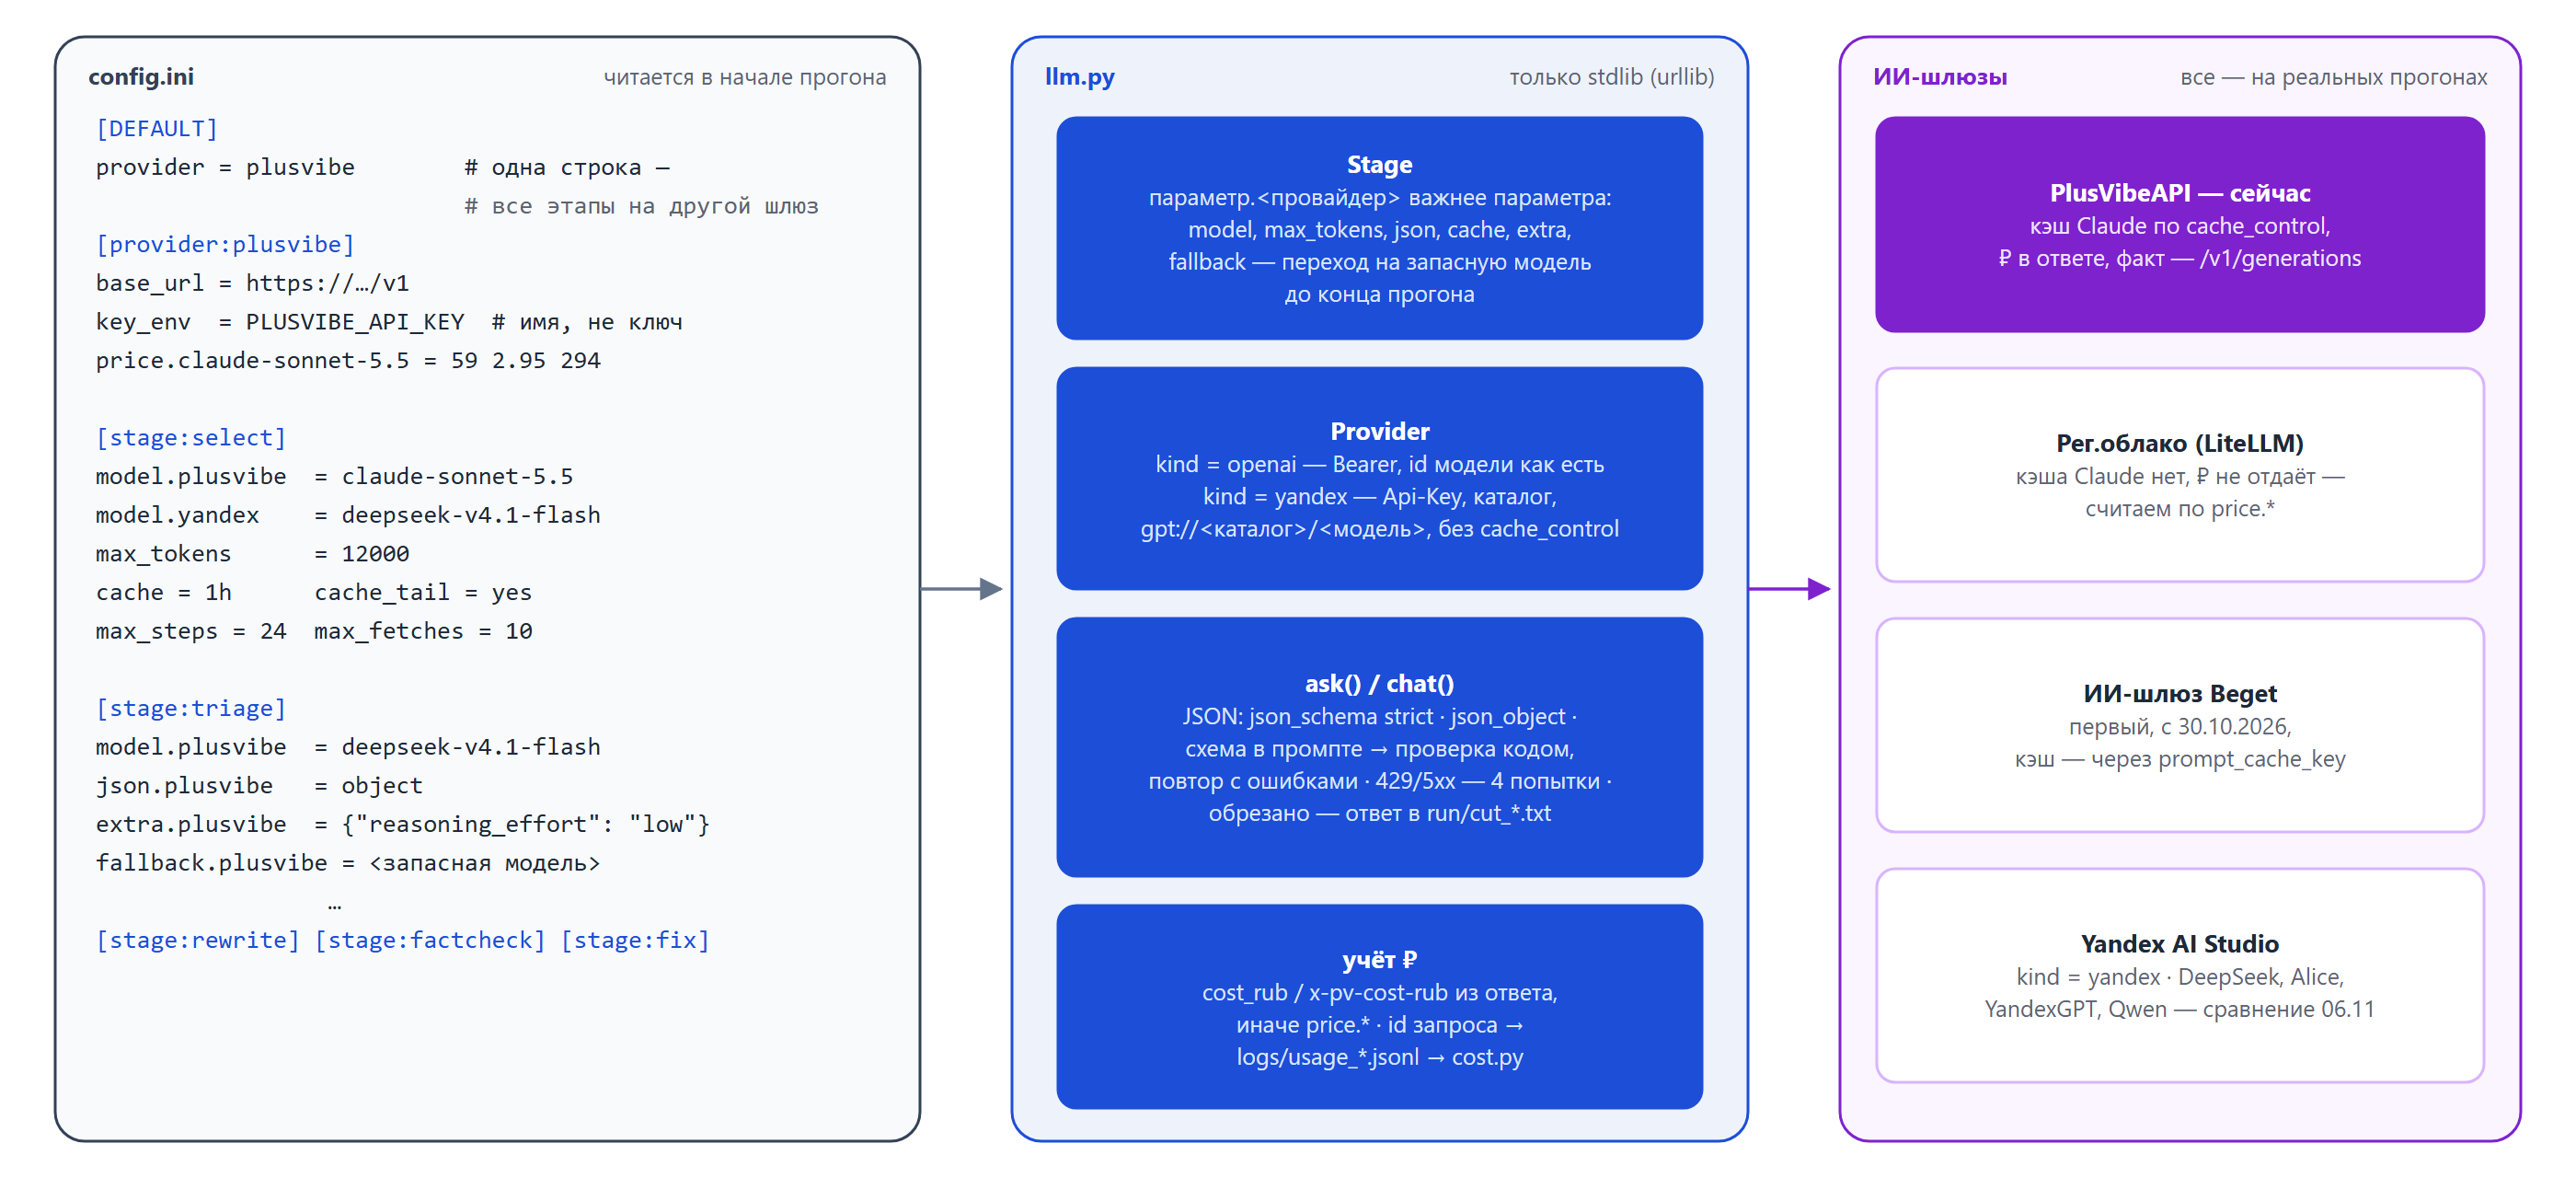 config.ini читается в начале прогона
[DEFAULT]
provider = plusvibe # одна строка —
# все этапы на другой шлюз
[provider:plusvibe]
base_url = https://…/v1
key_env = PLUSVIBE_API_KEY # имя, не ключ
price.claude-sonnet-5.5 = 59 2.95 294
[stage:select]
model.plusvibe = claude-sonnet-5.5
model.yandex = deepseek-v4.1-flash
max_tokens = 12000
cache = 1h cache_tail = yes
max_steps = 24 max_fetches = 10
[stage:triage]
model.plusvibe = deepseek-v4.1-flash
json.plusvibe = object
extra.plusvibe = {"reasoning_effort": "low"}
fallback.plusvibe = <запасная модель>
…
[stage:rewrite] [stage:factcheck] [stage:fix]
llm.py только stdlib (urllib)
Stage
параметр.<провайдер> важнее параметра:
model, max_tokens, json, cache, extra,
fallback — переход на запасную модель
до конца прогона
Provider
kind = openai — Bearer, id модели как есть
kind = yandex — Api-Key, каталог,
gpt://<каталог>/<модель>, без cache_control
ask() / chat()
JSON: json_schema strict · json_object ·
схема в промпте → проверка кодом,
повтор с ошибками · 429/5xx — 4 попытки ·
обрезано — ответ в run/cut_*.txt
учёт ₽
cost_rub / x-pv-cost-rub из ответа,
иначе price.* · id запроса →
logs/usage_*.jsonl → cost.py
ИИ-шлюзы все — на реальных прогонах
PlusVibeAPI — сейчас
кэш Claude по cache_control,
₽ в ответе, факт — /v1/generations
Рег.облако (LiteLLM)
кэша Claude нет, ₽ не отдаёт —
считаем по price.*
ИИ-шлюз Beget
первый, с 30.10.2026,
кэш — через prompt_cache_key
Yandex AI Studio
kind = yandex · DeepSeek, Alice,
YandexGPT, Qwen — сравнение 06.11